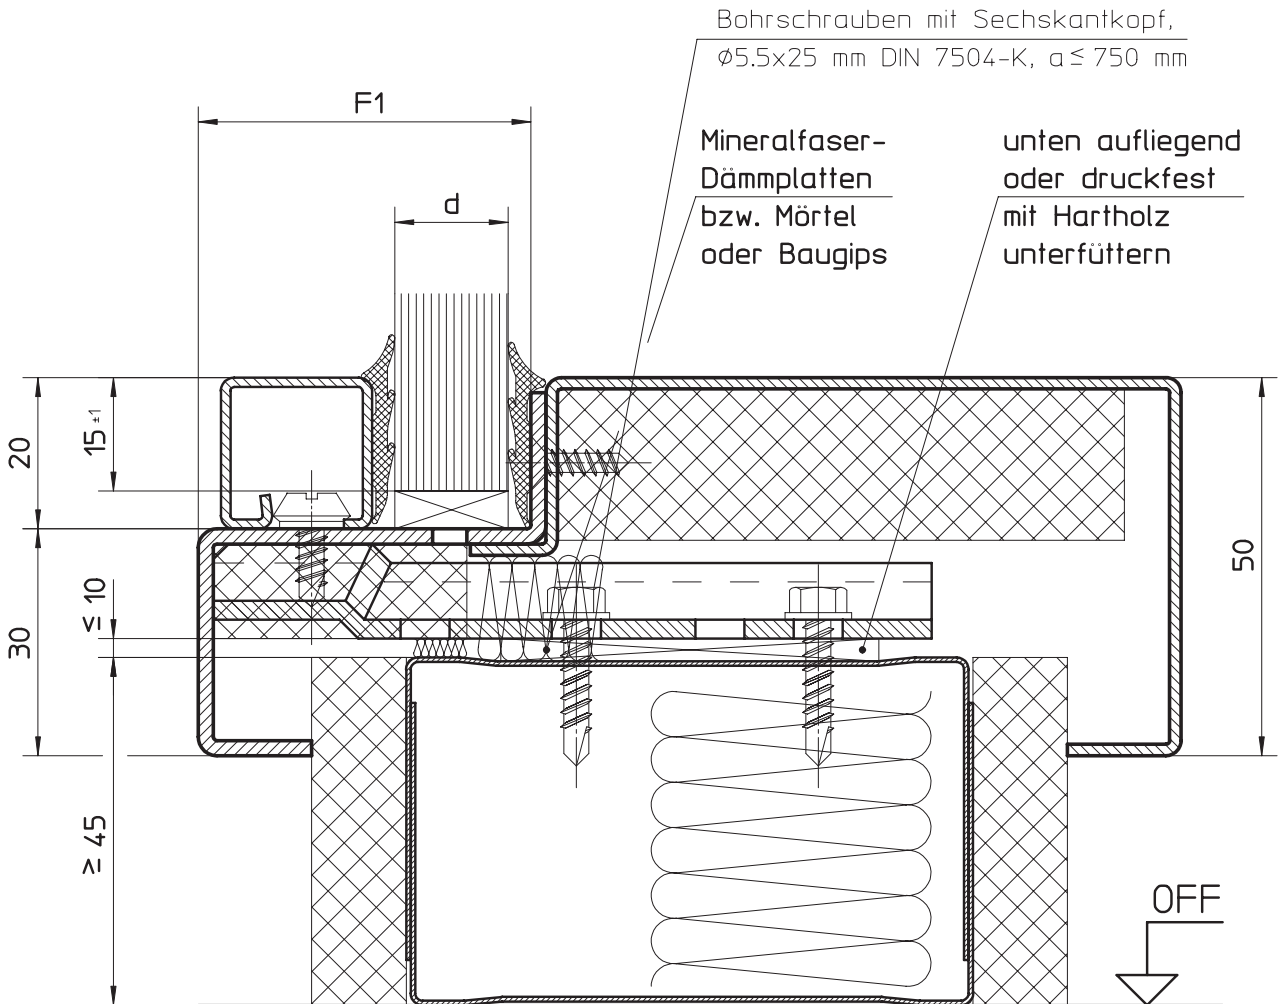 Bohrschrauben mit Sechskantkopf,
Ø5.5x25 mm DIN 7504-K, a ≤ 750 mm
F1
Mineralfaser-
Dämmplatten
bzw. Mörtel
oder Baugips
unten aufliegend
oder druckfest
mit Hartholz
unterfüttern
d
20
15 ±1
50
≤ 10
30
≥ 45
OFF